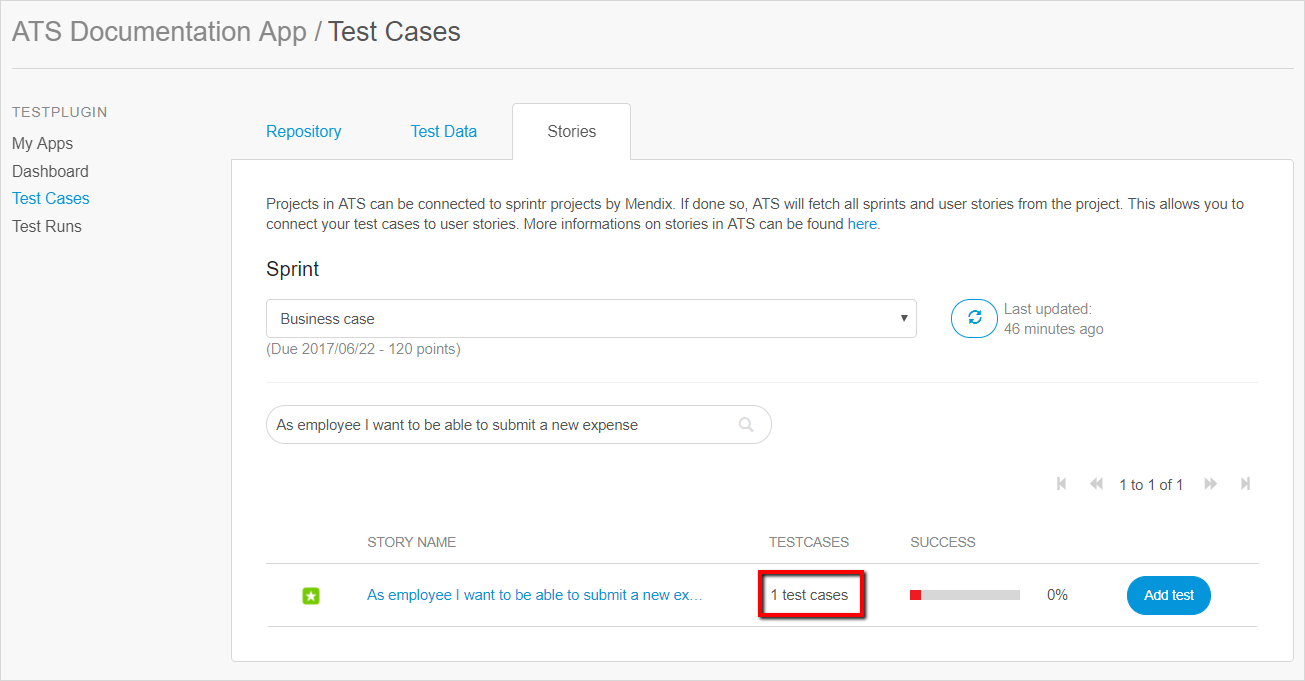 ATS Documentation App / Test Cases
TESTPLUGIN
My Apps
Dashboard
Test Cases
Test Runs
Repository
Test Data
Stories
Projects in ATS can be connected to sprintr projects by Mendix. If done so, ATS will fetch all sprints and user stories from the project. This allows you to
connect your test cases to user stories. More informations on stories in ATS can be found here.
Sprint
Business case
(Due 2017/06/22 - 120 points)
Last updated:
46 minutes ago
As employee I want to be able to submit a new expense
1 to 1 of 1
STORY NAME TESTCASES SUCCESS
As employee I want to be able to submit a new ex… 1 test cases 0% Add test